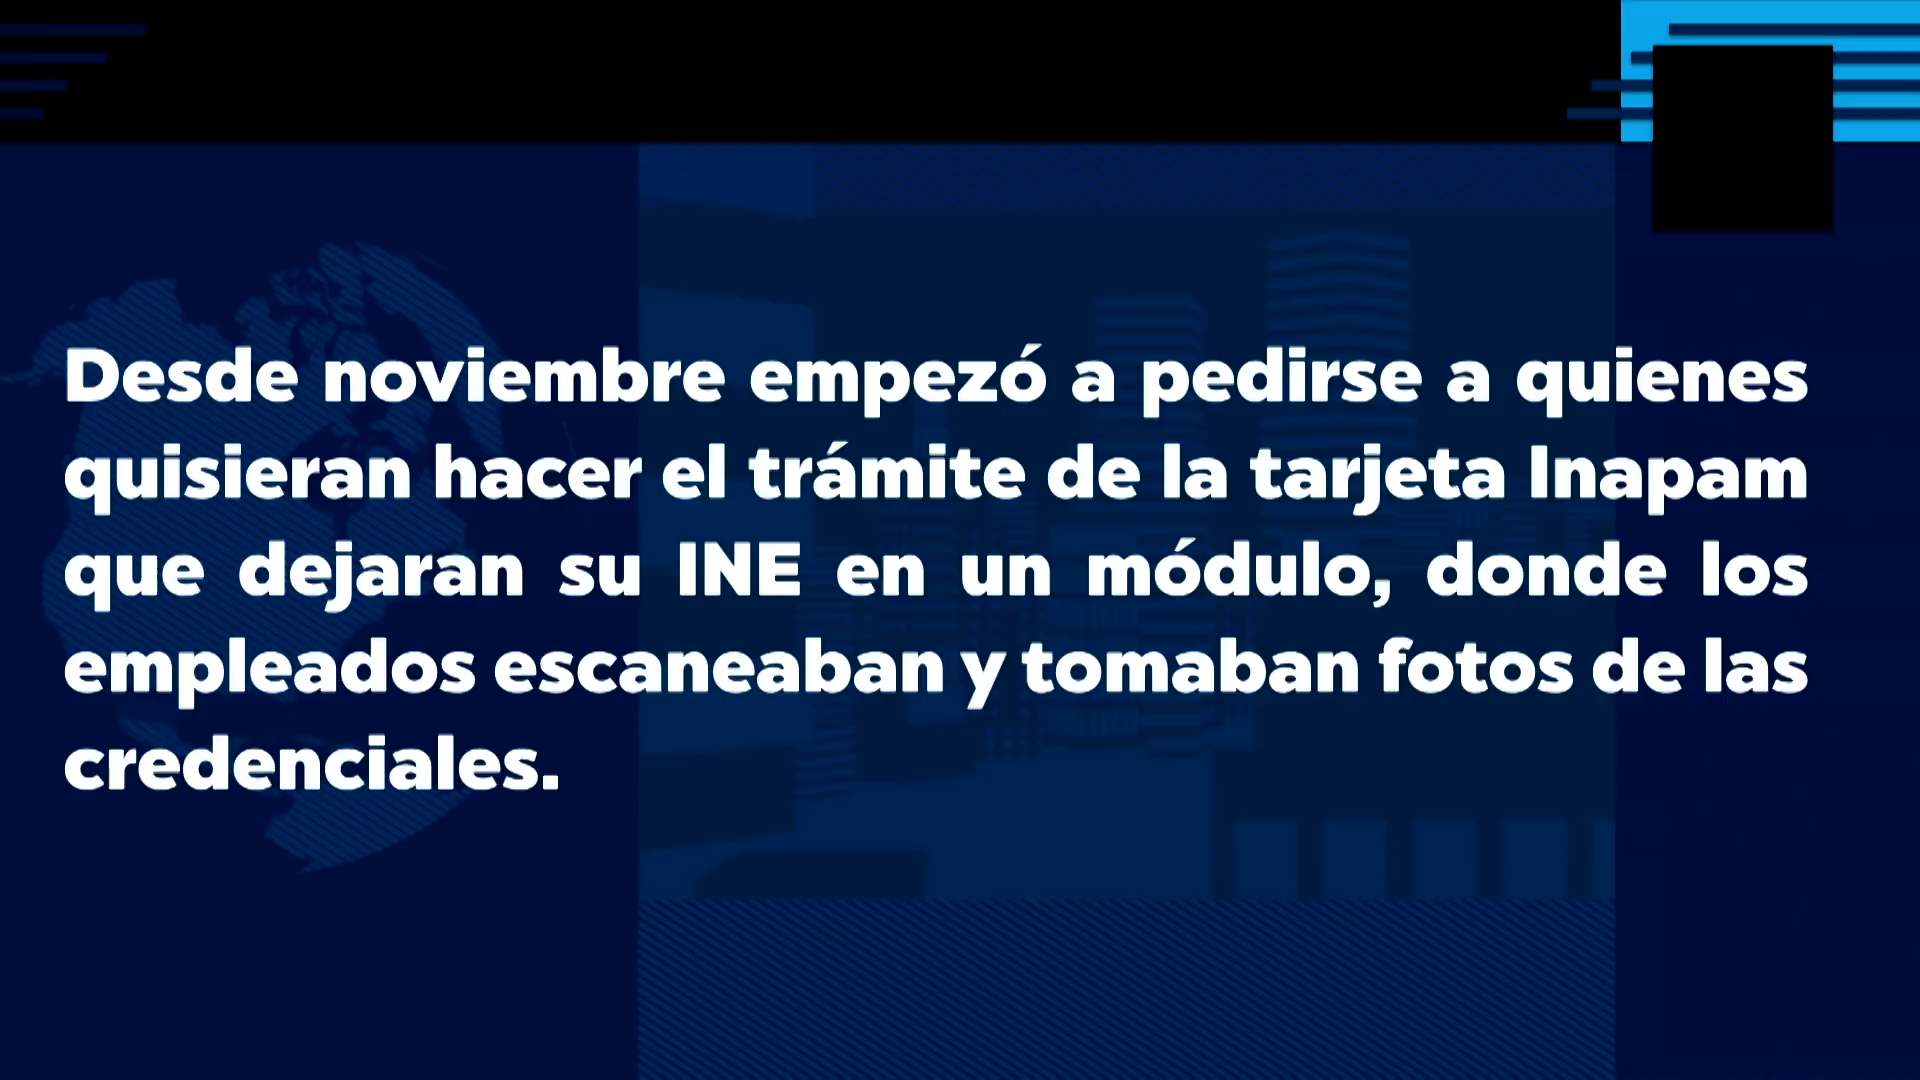 Desde noviembre empezó a pedirse a quienes
quisieran hacer el trámite de la tarjeta Inapam
que dejaran su INE en un módulo, donde los
empleados escaneaban y tomaban fotos de las
credenciales.